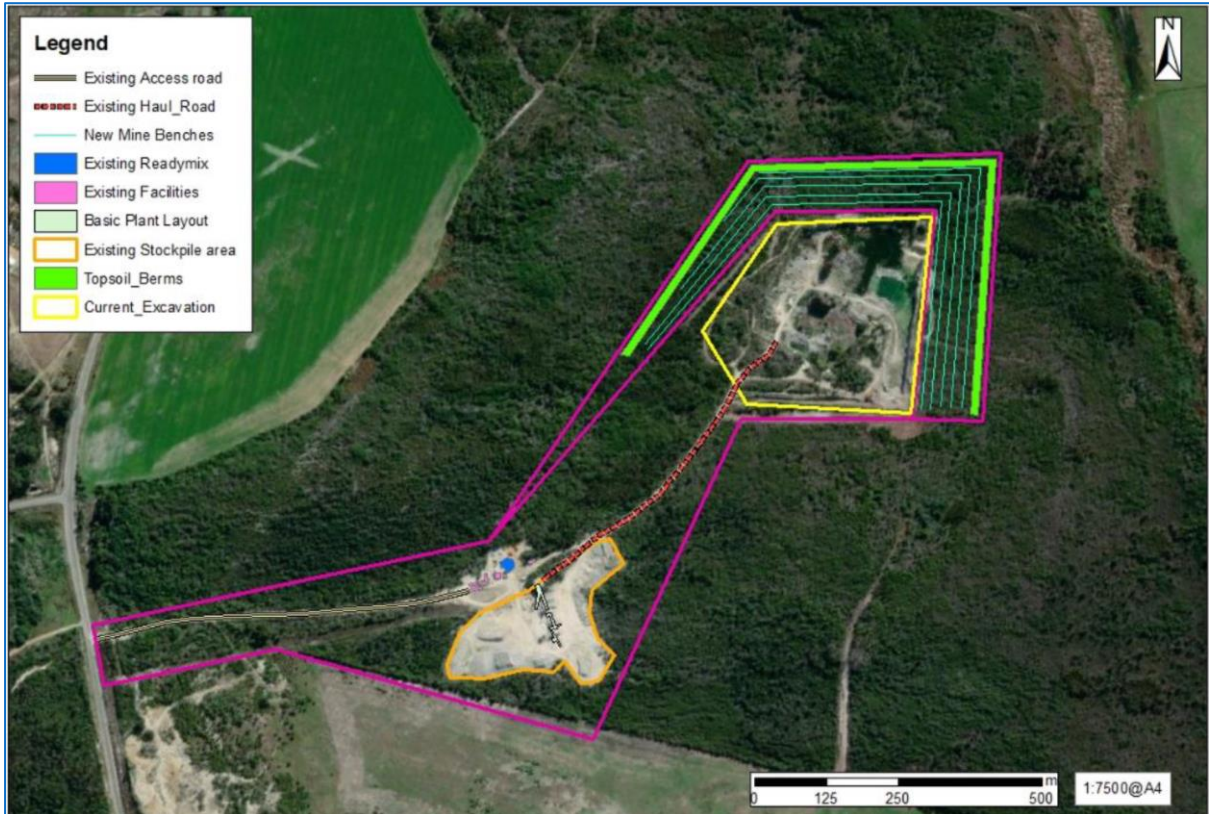 Legend
Existing Access road
Existing Haul_Road
New Mine Benches
Existing Readymix
Existing Facilities
Basic Plant Layout
Existing Stockpile area
Topsoil_Berms
Current_Excavation
N
m
0 125 250 500
1:7500@A4